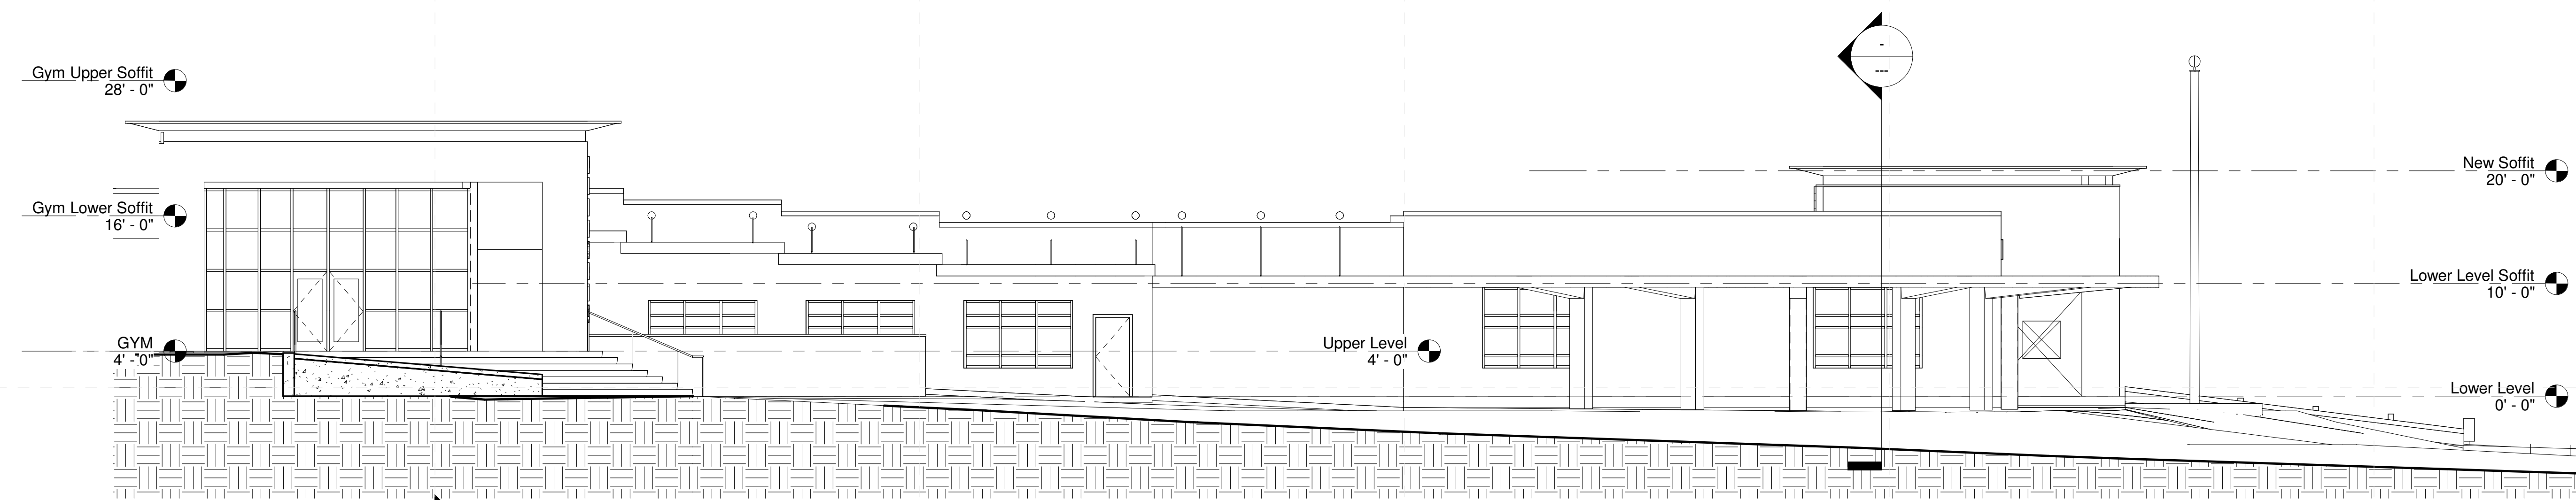 Gym Upper Soffit
28' - 0"
Gym Lower Soffit
16' - 0"
GYM
4' - 0"
-
---
Upper Level
4' - 0"
New Soffit
20' - 0"
Lower Level Soffit
10' - 0"
Lower Level
0' - 0"